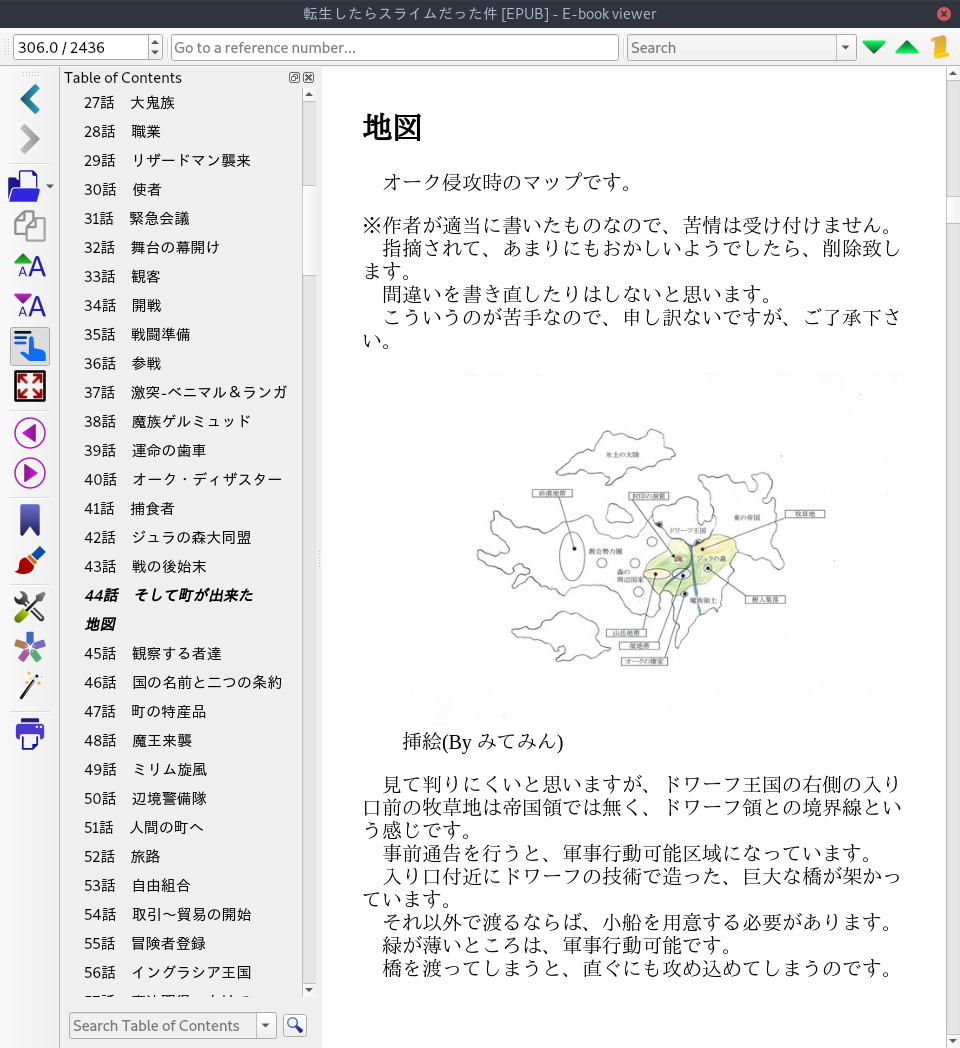 転生したらスライムだった件 [EPUB] - E-book viewer
306.0 / 2436
Go to a reference number...
Search
Table of Contents
27話　大鬼族
28話　職業
29話　リザードマン襲来
30話　使者
31話　緊急会議
32話　舞台の幕開け
33話　観客
34話　開戦
35話　戦闘準備
36話　参戦
37話　激突-ベニマル＆ランガ
38話　魔族ゲルミュッド
39話　運命の歯車
40話　オーク・ディザスター
41話　捕食者
42話　ジュラの森大同盟
43話　戦の後始末
44話　そして町が出来た
地図
45話　観察する者達
46話　国の名前と二つの条約
47話　町の特産品
48話　魔王来襲
49話　ミリム旋風
50話　辺境警備隊
51話　人間の町へ
52話　旅路
53話　自由組合
54話　取引～貿易の開始
55話　冒険者登録
56話　イングラシア王国
Search Table of Contents
地図
オーク侵攻時のマップです。
※作者が適当に書いたものなので、苦情は受け付けません。
指摘されて、あまりにもおかしいようでしたら、削除致し
ます。
間違いを書き直したりはしないと思います。
こういうのが苦手なので、申し訳ないですが、ご了承下さ
い。
氷土の大陸
砂漠地帯
封印の洞窟
牧草地
東の帝国
ドワーフ王国
教会勢力圏
ジュラの森
森の
周辺国家
魔族領土
樹人集落
山岳地帯
湿地帯
オークの棲家
挿絵(By みてみん)
見て判りにくいと思いますが、ドワーフ王国の右側の入り
口前の牧草地は帝国領では無く、ドワーフ領との境界線とい
う感じです。
事前通告を行うと、軍事行動可能区域になっています。
入り口付近にドワーフの技術で造った、巨大な橋が架かっ
ています。
それ以外で渡るならば、小船を用意する必要があります。
緑が薄いところは、軍事行動可能です。
橋を渡ってしまうと、直ぐにも攻め込めてしまうのです。